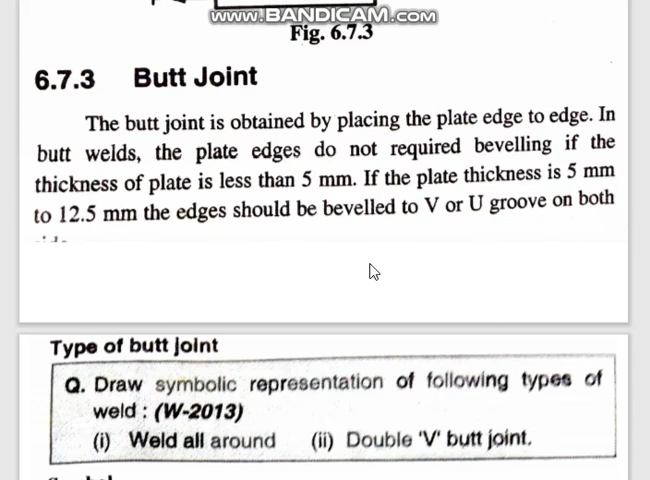 www.BANDICAM.com
Fig. 6.7.3
6.7.3 Butt Joint
The butt joint is obtained by placing the plate edge to edge. In
butt welds, the plate edges do not required bevelling if the
thickness of plate is less than 5 mm. If the plate thickness is 5 mm
to 12.5 mm the edges should be bevelled to V or U groove on both
Type of butt joint
Q. Draw symbolic representation of following types of
weld : (W-2013)
(i) Weld all around (ii) Double 'V' butt joint.